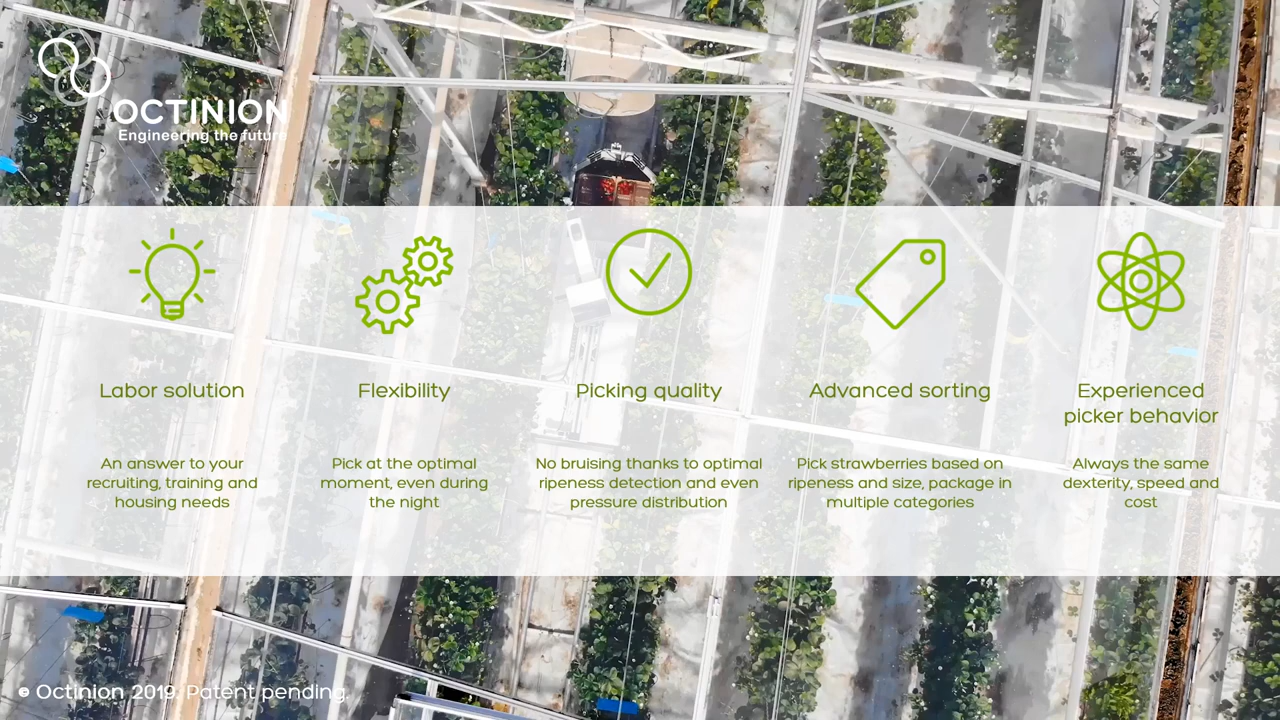 OCTINION
Engineering the future
Labor solution
An answer to your
recruiting, training and
housing needs
Flexibility
Pick at the optimal
moment, even during
the night
Picking quality
No bruising thanks to optimal
ripeness detection and even
pressure distribution
Advanced sorting
Pick strawberries based on
ripeness and size, package in
multiple categories
Experienced
picker behavior
Always the same
dexterity, speed and
cost
© Octinion 2019. Patent pending.